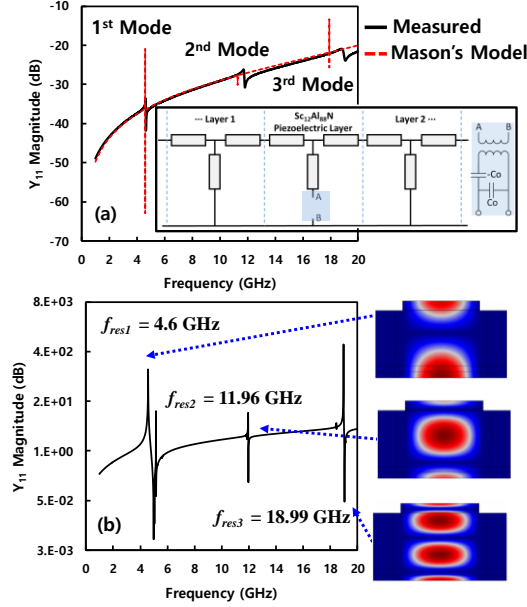 -10
-20
-30
-40
-50
-60
-70
Y11 Magnitude (dB)
1st Mode
2nd Mode
3rd Mode
Measured
Mason's Model
··· Layer 1
Sc12Al88N
Piezoelectric Layer
Layer 2 ···
A
B
A B
-Co
Co
(a)
0 2 4 6 8 10 12 14 16 18 20
Frequency (GHz)
8.E+03
4.E+02
2.E+01
1.E+00
5.E-02
3.E-03
Y11 Magnitude (dB)
fres1 = 4.6 GHz
fres2 = 11.96 GHz
fres3 = 18.99 GHz
(b)
0 2 4 6 8 10 12 14 16 18 20
Frequency (GHz)